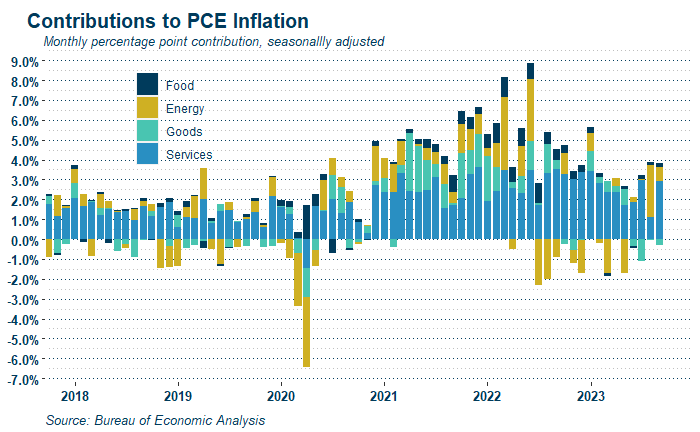 Contributions to PCE Inflation
Monthly percentage point contribution, seasonallly adjusted
9.0%
8.0%
7.0%
6.0%
5.0%
4.0%
3.0%
2.0%
1.0%
0.0%
-1.0%
-2.0%
-3.0%
-4.0%
-5.0%
-6.0%
-7.0%
Food
Energy
Goods
Services
2018 2019 2020 2021 2022 2023
Source: Bureau of Economic Analysis